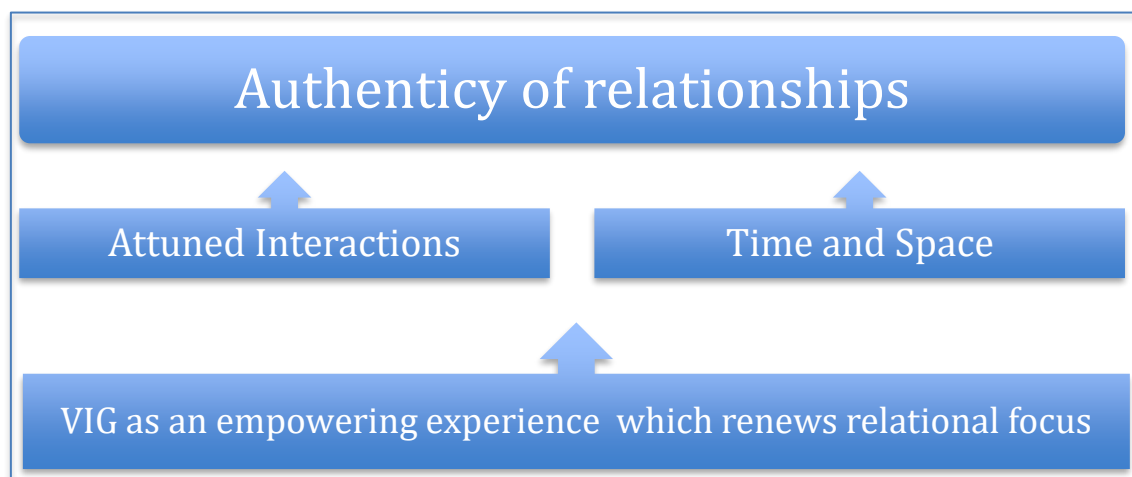 Authenticy of relationships
Attuned Interactions
Time and Space
VIG as an empowering experience  which renews relational focus